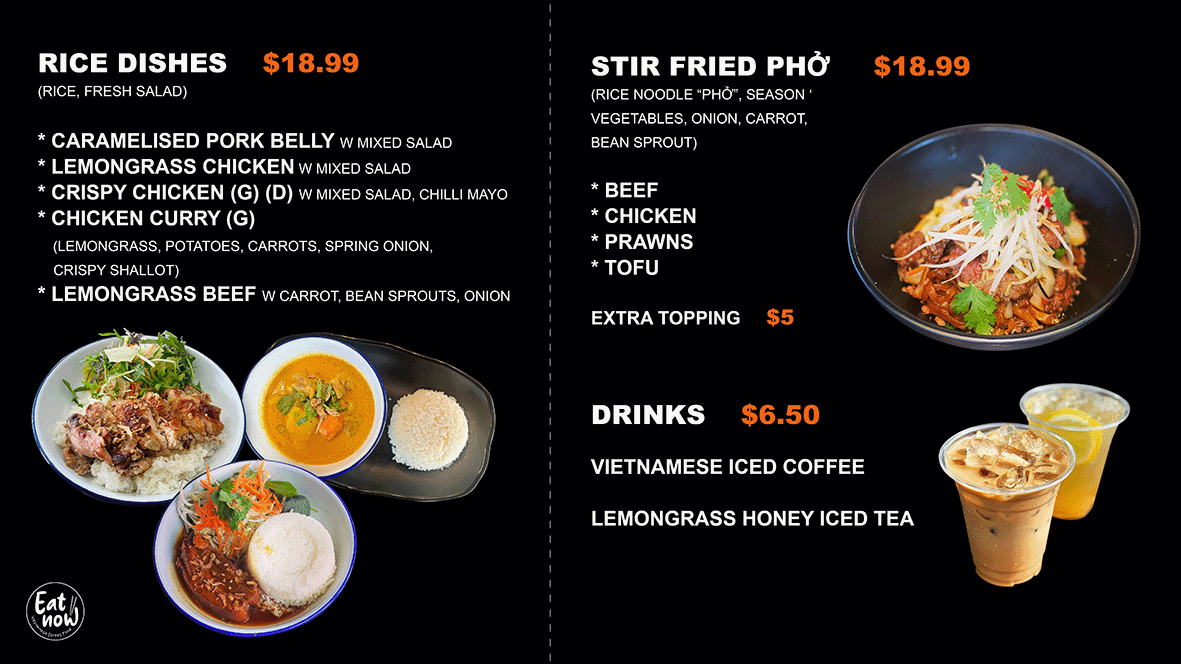 RICE DISHES $18.99
(RICE, FRESH SALAD)
* CARAMELISED PORK BELLY W MIXED SALAD
* LEMONGRASS CHICKEN W MIXED SALAD
* CRISPY CHICKEN (G) (D) W MIXED SALAD, CHILLI MAYO
* CHICKEN CURRY (G)
(LEMONGRASS, POTATOES, CARROTS, SPRING ONION,
CRISPY SHALLOT)
* LEMONGRASS BEEF W CARROT, BEAN SPROUTS, ONION
Eat
now
STIR FRIED PHỞ $18.99
(RICE NOODLE “PHỞ”, SEASON ‘
VEGETABLES, ONION, CARROT,
BEAN SPROUT)
* BEEF
* CHICKEN
* PRAWNS
* TOFU
EXTRA TOPPING $5
DRINKS $6.50
VIETNAMESE ICED COFFEE
LEMONGRASS HONEY ICED TEA